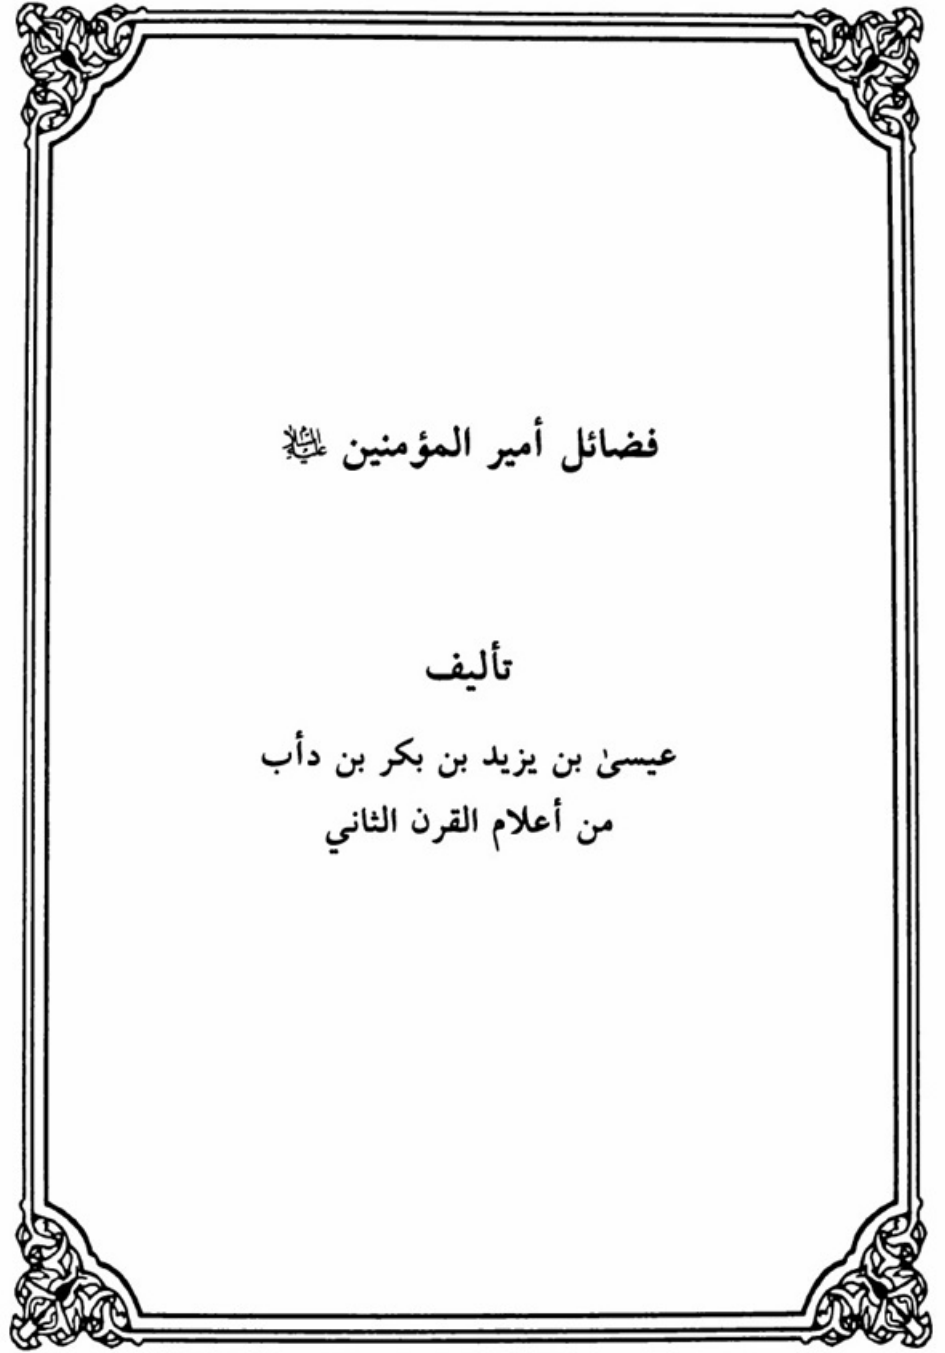 فضائل أمير المؤمنين عليه السلام
تأليف
عيسىٰ بن يزيد بن بكر بن دأب
من أعلام القرن الثاني